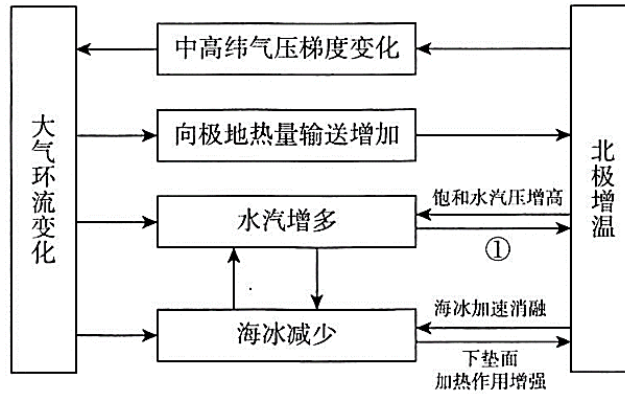 大气环流变化
中高纬气压梯度变化
向极地热量输送增加
水汽增多
海冰减少
饱和水汽压增高
①
海冰加速消融
下垫面
加热作用增强
北极增温